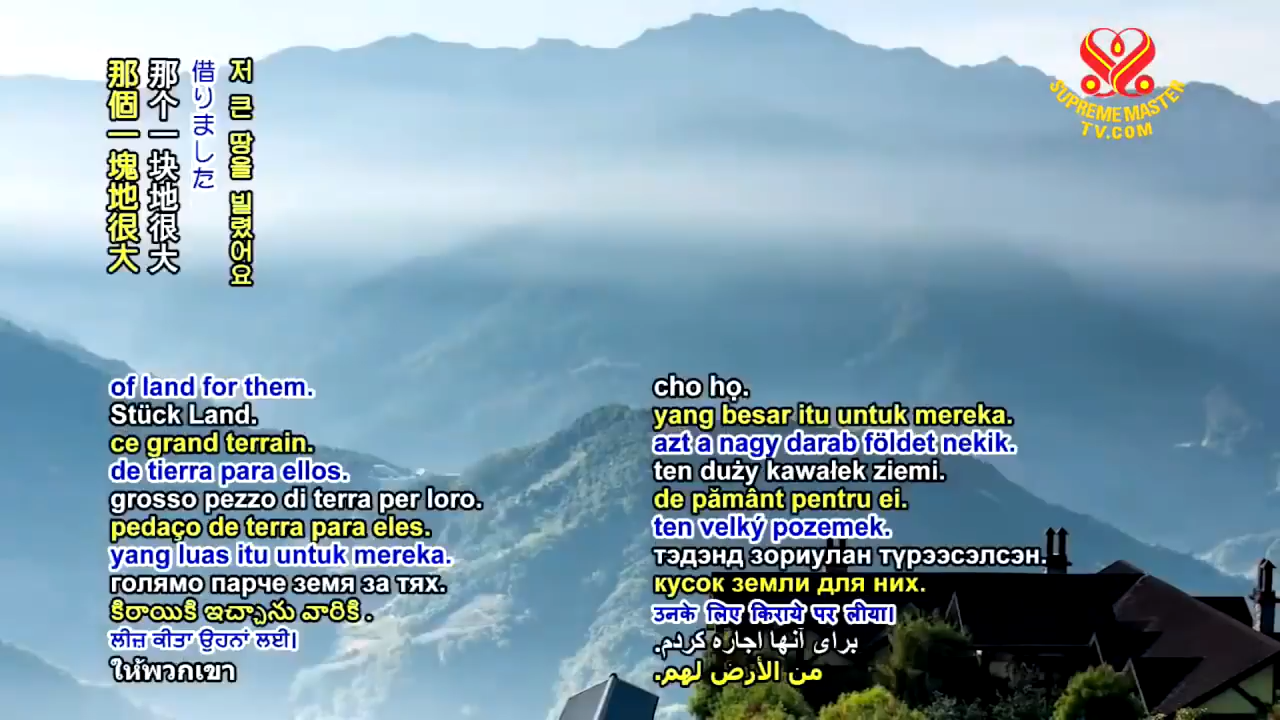 那個一塊地很大
那个一块地很大
借りました
저 큰 땅을 빌렸어요
SUPREME MASTER
TV.COM
of land for them.
Stück Land.
ce grand terrain.
de tierra para ellos.
grosso pezzo di terra per loro.
pedaço de terra para eles.
yang luas itu untuk mereka.
голямо парче земя за тях.
కిరాయికి ఇచ్చాను వారికి .
ਲੀਜ਼ ਕੀਤਾ ਉਹਨਾਂ ਲਈ।
ให้พวกเขา
cho họ.
yang besar itu untuk mereka.
azt a nagy darab földet nekik.
ten duży kawałek ziemi.
de pământ pentru ei.
ten velký pozemek.
тэдэнд зориулан түрээсэлсэн.
кусок земли для них.
उनके लिए किराये पर लीया।
برای آنها اجاره کردم.
من الأرض لهم.